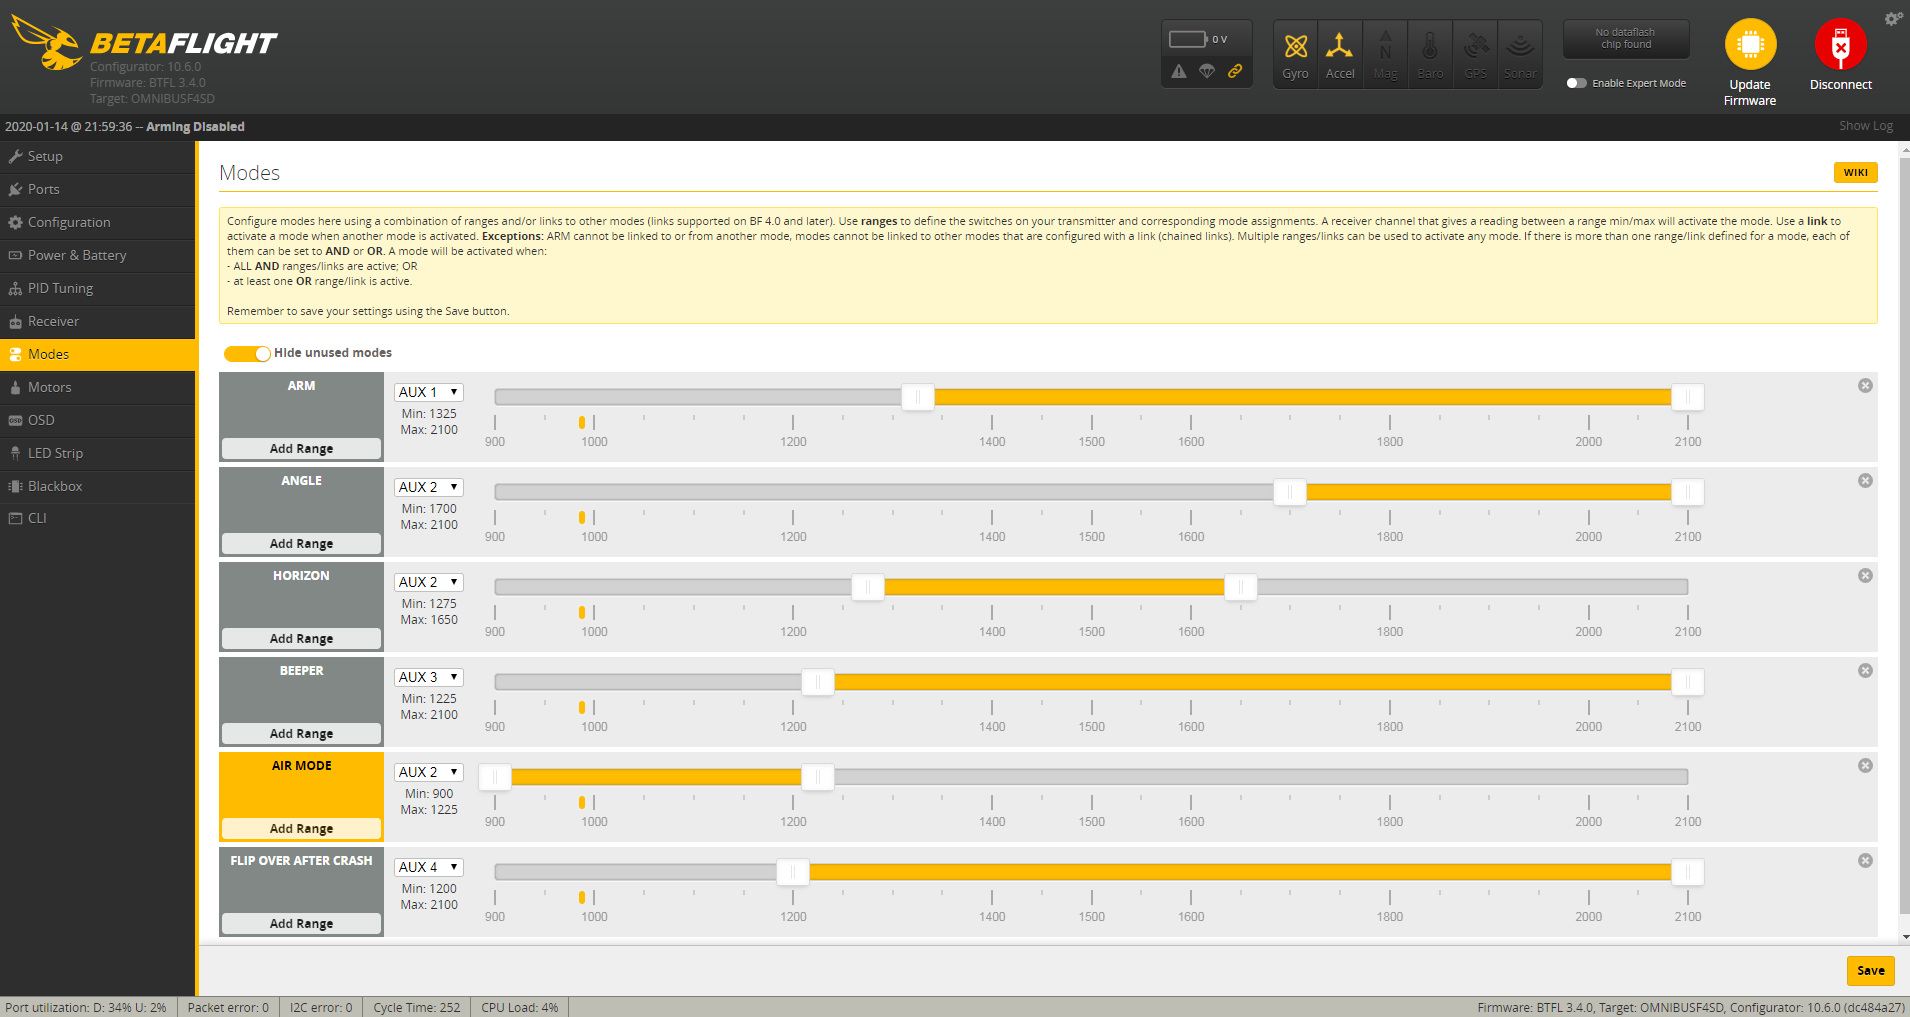 BETAFLIGHT
Configurator: 10.6.0
Firmware: BTFL 3.4.0
Target: OMNIBUSF4SD
0 V
Gyro Accel Mag Baro GPS Sonar
No dataflash
chip found
Enable Expert Mode
Update
Firmware
Disconnect
2020-01-14 @ 21:59:36 -- Arming Disabled
Show Log
Setup
Ports
Configuration
Power & Battery
PID Tuning
Receiver
Modes
Motors
OSD
LED Strip
Blackbox
CLI
Modes
WIKI
Configure modes here using a combination of ranges and/or links to other modes (links supported on BF 4.0 and later). Use ranges to define the switches on your transmitter and corresponding mode assignments. A receiver channel that gives a reading between a range min/max will activate the mode. Use a link to
activate a mode when another mode is activated. Exceptions: ARM cannot be linked to or from another mode, modes cannot be linked to other modes that are configured with a link (chained links). Multiple ranges/links can be used to activate any mode. If there is more than one range/link defined for a mode, each of
them can be set to AND or OR. A mode will be activated when:
- ALL AND ranges/links are active; OR
- at least one OR range/link is active.
Remember to save your settings using the Save button.
Hide unused modes
ARM
Add Range
AUX 1
Min: 1325
Max: 2100
900 1000 1200 1400 1500 1600 1800 2000 2100
ANGLE
Add Range
AUX 2
Min: 1700
Max: 2100
900 1000 1200 1400 1500 1600 1800 2000 2100
HORIZON
Add Range
AUX 2
Min: 1275
Max: 1650
900 1000 1200 1400 1500 1600 1800 2000 2100
BEEPER
Add Range
AUX 3
Min: 1225
Max: 2100
900 1000 1200 1400 1500 1600 1800 2000 2100
AIR MODE
Add Range
AUX 2
Min: 900
Max: 1225
900 1000 1200 1400 1500 1600 1800 2000 2100
FLIP OVER AFTER CRASH
Add Range
AUX 4
Min: 1200
Max: 2100
900 1000 1200 1400 1500 1600 1800 2000 2100
Save
Port utilization: D: 34% U: 2% Packet error: 0 I2C error: 0 Cycle Time: 252 CPU Load: 4% Firmware: BTFL 3.4.0, Target: OMNIBUSF4SD, Configurator: 10.6.0 (dc484a27)